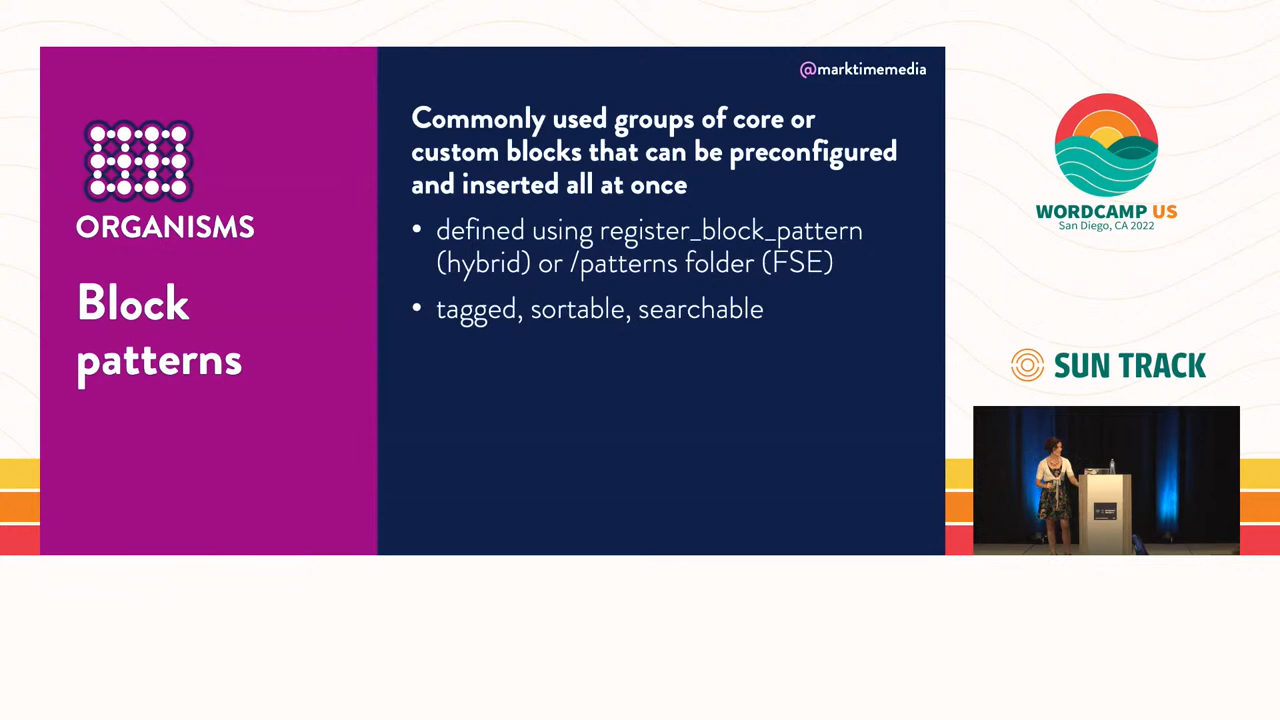 @marktimemedia
ORGANISMS
Block
patterns
Commonly used groups of core or
custom blocks that can be preconfigured
and inserted all at once
• defined using register_block_pattern
(hybrid) or /patterns folder (FSE)
• tagged, sortable, searchable
WORDCAMP US
San Diego, CA 2022
SUN TRACK